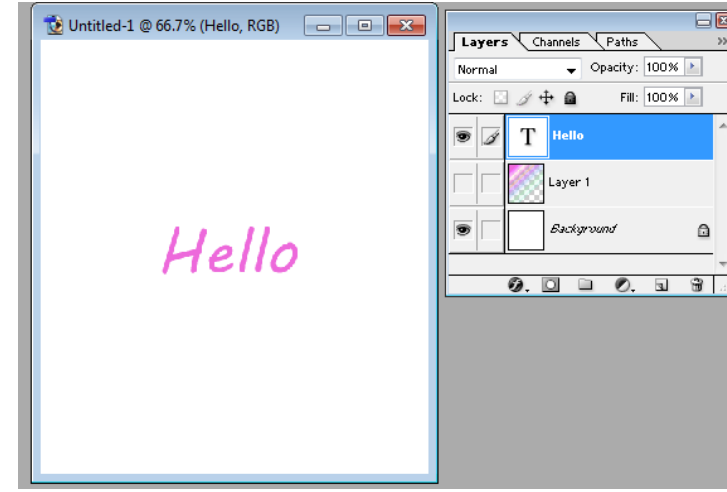 Untitled-1 @ 66.7% (Hello, RGB)
Hello
Layers Channels Paths
Normal Opacity: 100%
Lock: Fill: 100%
T Hello
Layer 1
Background